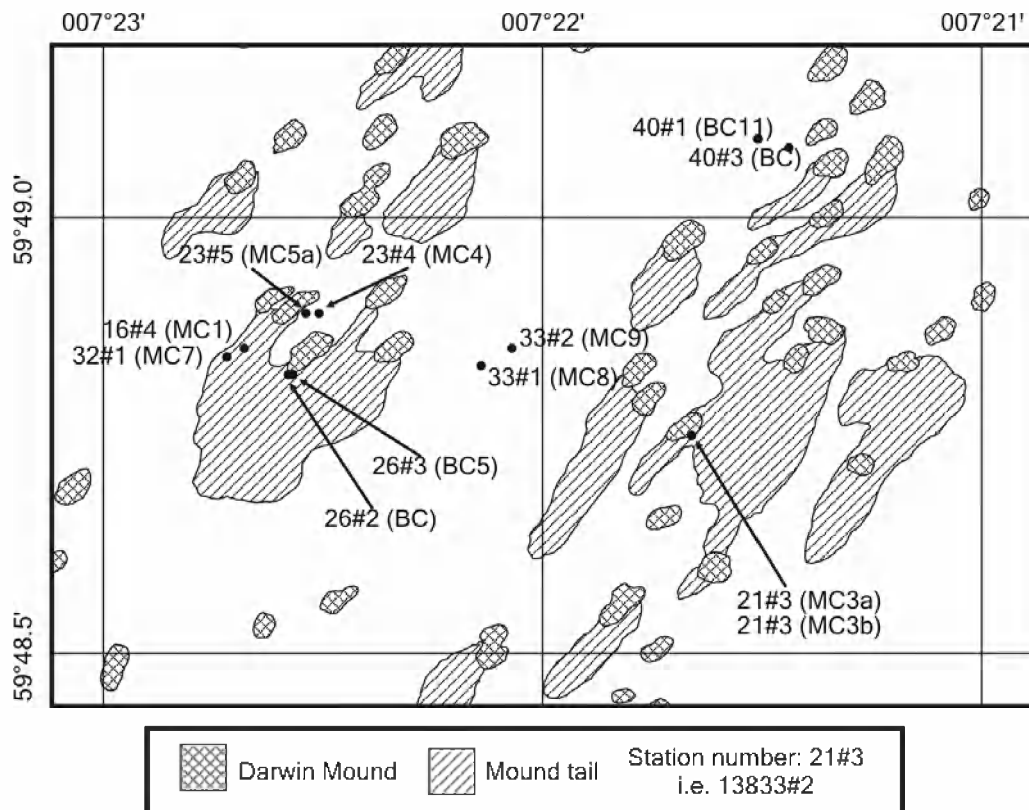 007°23' 007°22' 007°21'
40#1 (BC11)
40#3 (BC)
59°49.0'
23#5 (MC5a) 23#4 (MC4)
16#4 (MC1)
32#1 (MC7)
33#2 (MC9)
33#1 (MC8)
26#3 (BC5)
26#2 (BC)
21#3 (MC3a)
21#3 (MC3b)
59°48.5'
Darwin Mound Mound tail Station number: 21#3
i.e. 13833#2